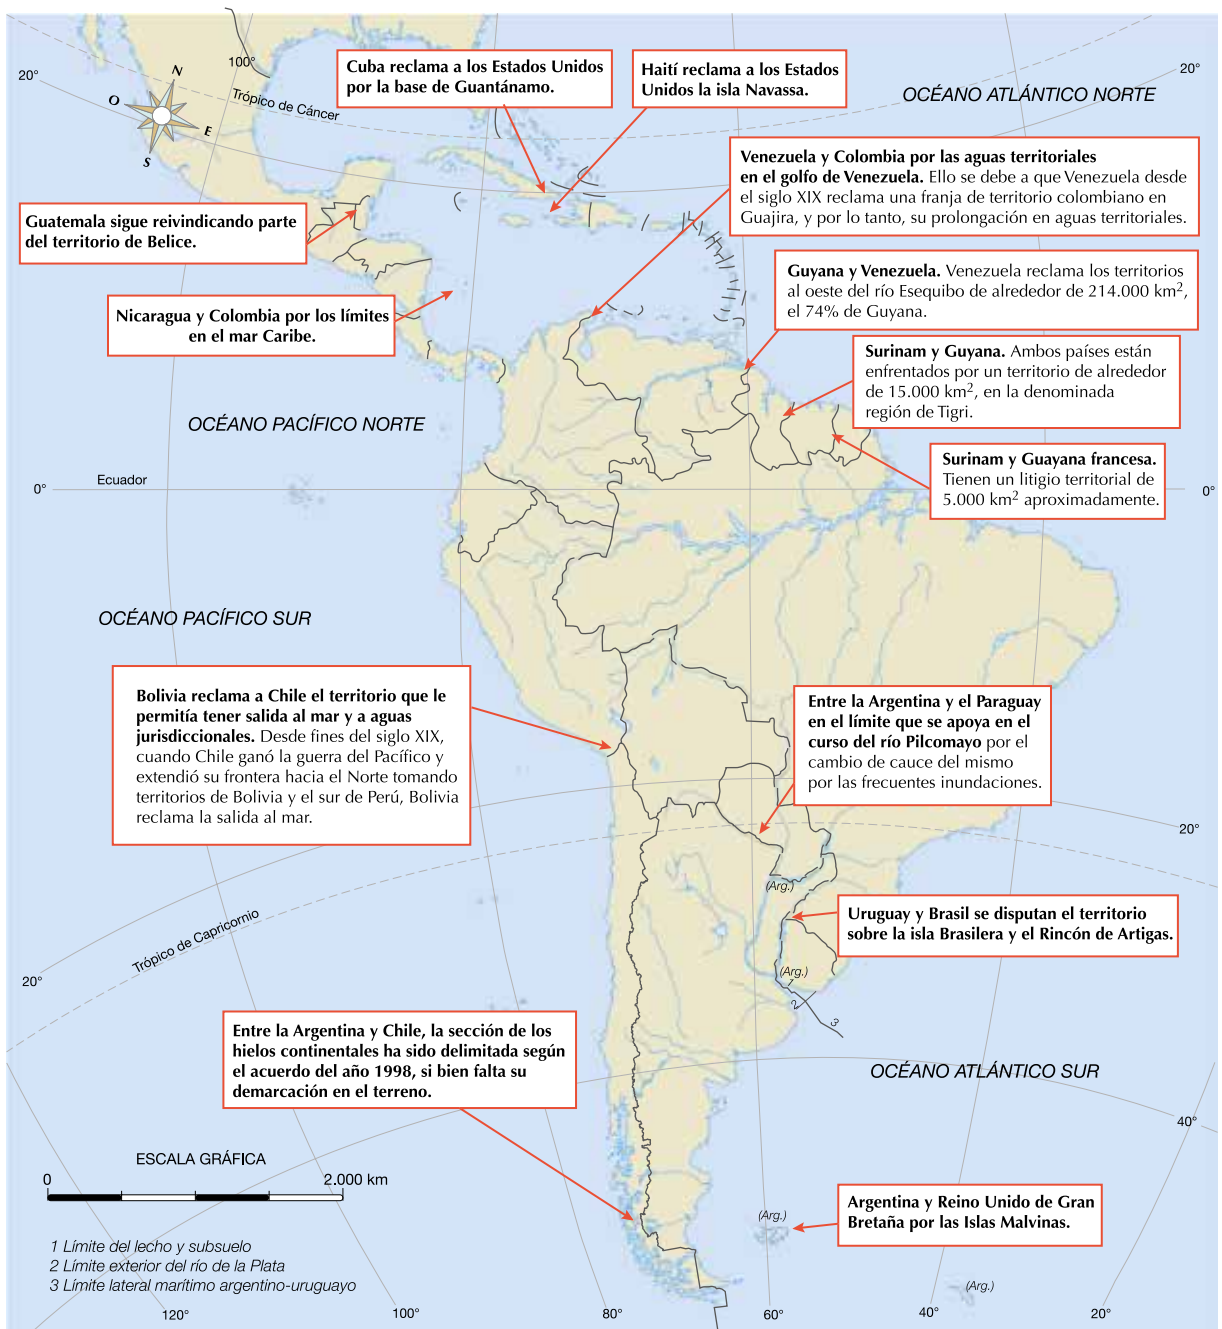 20°
100°
N
O
E
S
Trópico de Cáncer
Cuba reclama a los Estados Unidos
por la base de Guantánamo.
Haití reclama a los Estados
Unidos la isla Navassa.
20°
OCÉANO ATLÁNTICO NORTE
Venezuela y Colombia por las aguas territoriales
en el golfo de Venezuela. Ello se debe a que Venezuela desde
el siglo XIX reclama una franja de territorio colombiano en
Guajira, y por lo tanto, su prolongación en aguas territoriales.
Guatemala sigue reivindicando parte
del territorio de Belice.
Guyana y Venezuela. Venezuela reclama los territorios
al oeste del río Esequibo de alrededor de 214.000 km²,
el 74% de Guyana.
Nicaragua y Colombia por los límites
en el mar Caribe.
Surinam y Guyana. Ambos países están
enfrentados por un territorio de alrededor
de 15.000 km², en la denominada
región de Tigri.
OCÉANO PACÍFICO NORTE
Surinam y Guayana francesa.
Tienen un litigio territorial de
5.000 km² aproximadamente.
0°
Ecuador
0°
OCÉANO PACÍFICO SUR
Bolivia reclama a Chile el territorio que le
permitía tener salida al mar y a aguas
jurisdiccionales. Desde fines del siglo XIX,
cuando Chile ganó la guerra del Pacífico y
extendió su frontera hacia el Norte tomando
territorios de Bolivia y el sur de Perú, Bolivia
reclama la salida al mar.
Entre la Argentina y el Paraguay
en el límite que se apoya en el
curso del río Pilcomayo por el
cambio de cauce del mismo
por las frecuentes inundaciones.
20°
(Arg.)
Uruguay y Brasil se disputan el territorio
sobre la isla Brasilera y el Rincón de Artigas.
Trópico de Capricornio
20°
(Arg.)
1
2
3
Entre la Argentina y Chile, la sección de los
hielos continentales ha sido delimitada según
el acuerdo del año 1998, si bien falta su
demarcación en el terreno.
OCÉANO ATLÁNTICO SUR
40°
ESCALA GRÁFICA
0
2.000 km
(Arg.)
Argentina y Reino Unido de Gran
Bretaña por las Islas Malvinas.
1 Límite del lecho y subsuelo
2 Límite exterior del río de la Plata
3 Límite lateral marítimo argentino-uruguayo
(Arg.)
120°
100°
80°
60°
40°
20°